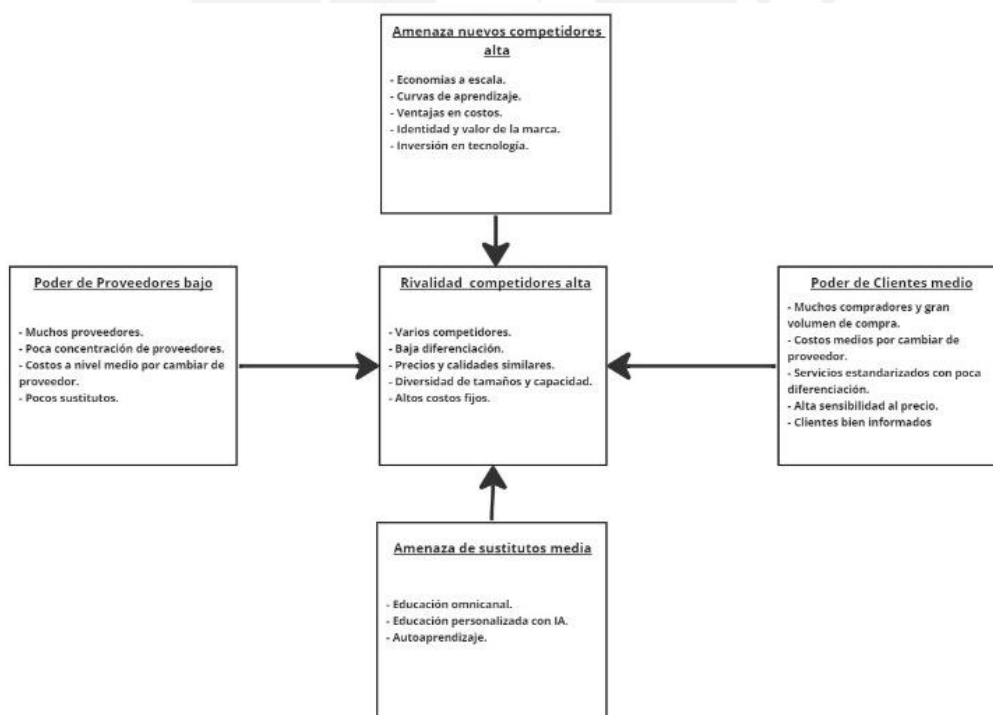 Amenaza nuevos competidores
alta
- Economías a escala.
- Curvas de aprendizaje.
- Ventajas en costos.
- Identidad y valor de la marca.
- Inversión en tecnología.
Poder de Proveedores bajo
- Muchos proveedores.
- Poca concentración de proveedores.
- Costos a nivel medio por cambiar de
proveedor.
- Pocos sustitutos.
Rivalidad competidores alta
- Varios competidores.
- Baja diferenciación.
- Precios y calidades similares.
- Diversidad de tamaños y capacidad.
- Altos costos fijos.
Poder de Clientes medio
- Muchos compradores y gran
volumen de compra.
- Costos medios por cambiar de
proveedor.
- Servicios estandarizados con poca
diferenciación.
- Alta sensibilidad al precio.
- Clientes bien informados
Amenaza de sustitutos media
- Educación omnicanal.
- Educación personalizada con IA.
- Autoaprendizaje.